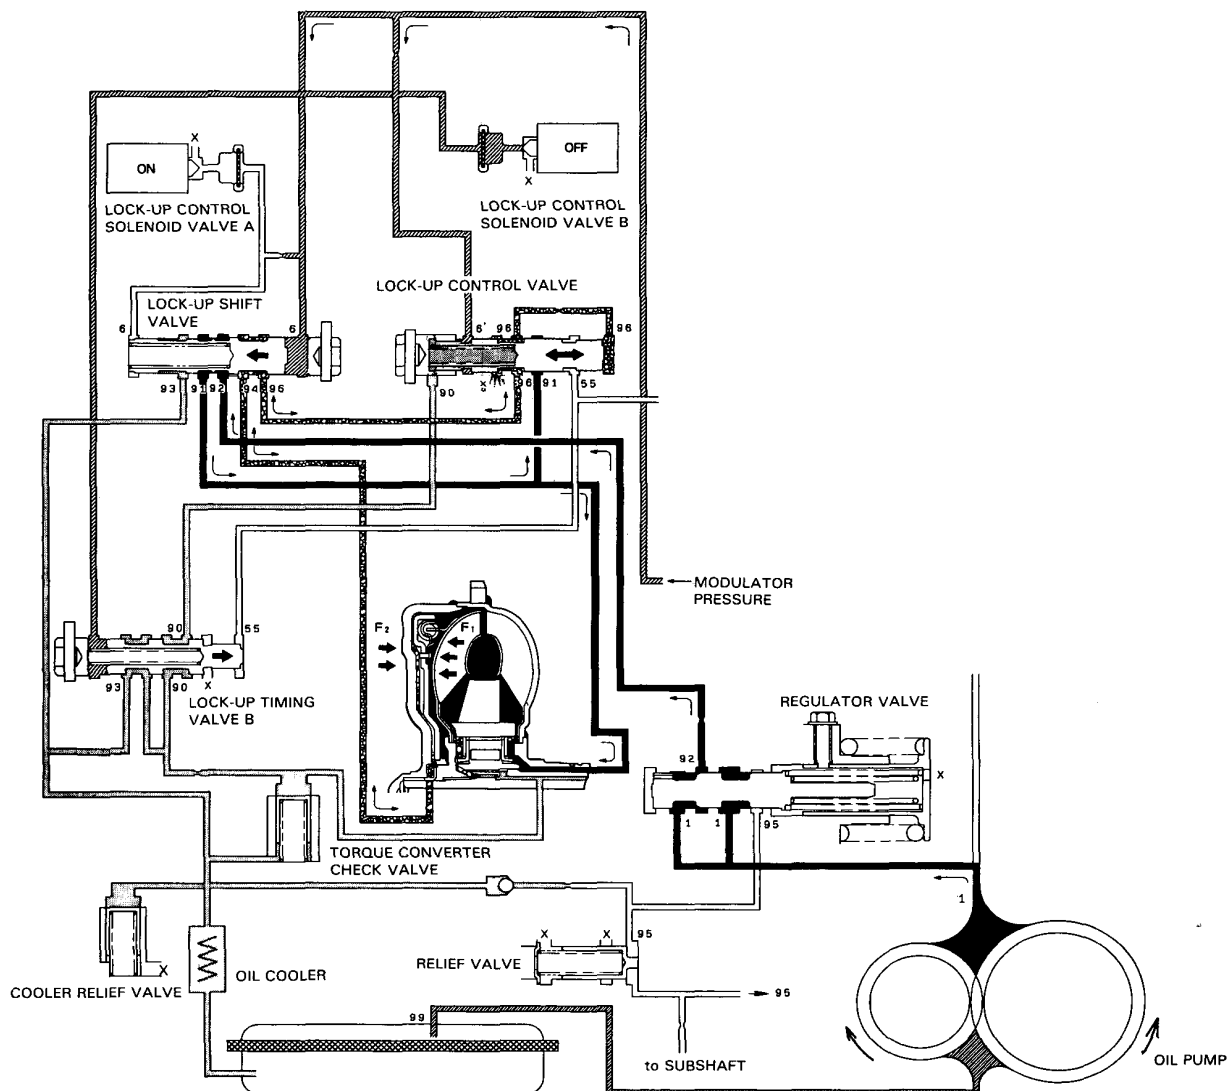 X
ON
OFF
X
LOCK-UP CONTROL
SOLENOID VALVE A
LOCK-UP CONTROL
SOLENOID VALVE B
LOCK-UP CONTROL VALVE
LOCK-UP SHIFT
VALVE
6
6
6'
96
96
93
91
92
94
96
90
X
6
91
55
MODULATOR
PRESSURE
90
55
F2
F1
93
90
X
LOCK-UP TIMING
VALVE B
REGULATOR VALVE
92
X
1
1
95
TORQUE CONVERTER
CHECK VALVE
1
X
X
95
RELIEF VALVE
X
OIL COOLER
COOLER RELIEF VALVE
95
99
to SUBSHAFT
OIL PUMP